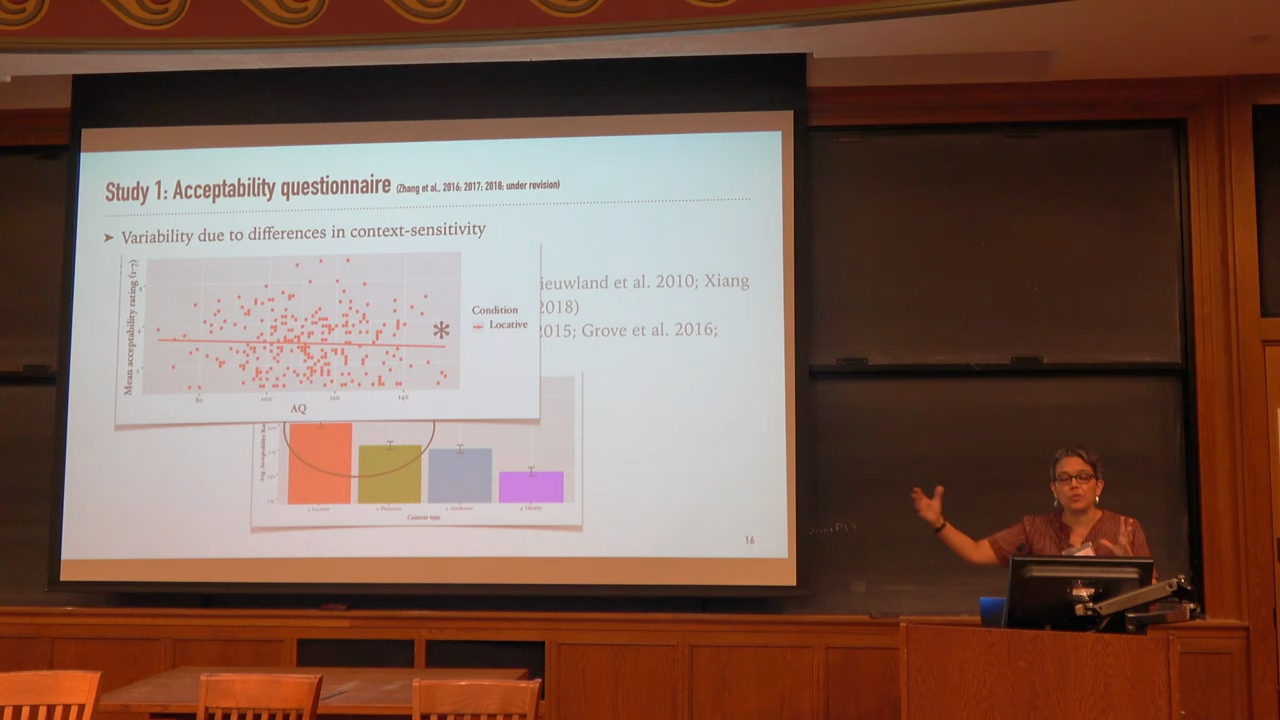 Study 1: Acceptability questionnaire (Zhang et al., 2016; 2017; 2018; under revision)
➤ Variability due to differences in context-sensitivity
ieuwland et al. 2010; Xiang
2018)
2015; Grove et al. 2016;
Mean acceptability rating (1-7)
Condition
Locative
*
80
100
120
140
AQ
Context type
16